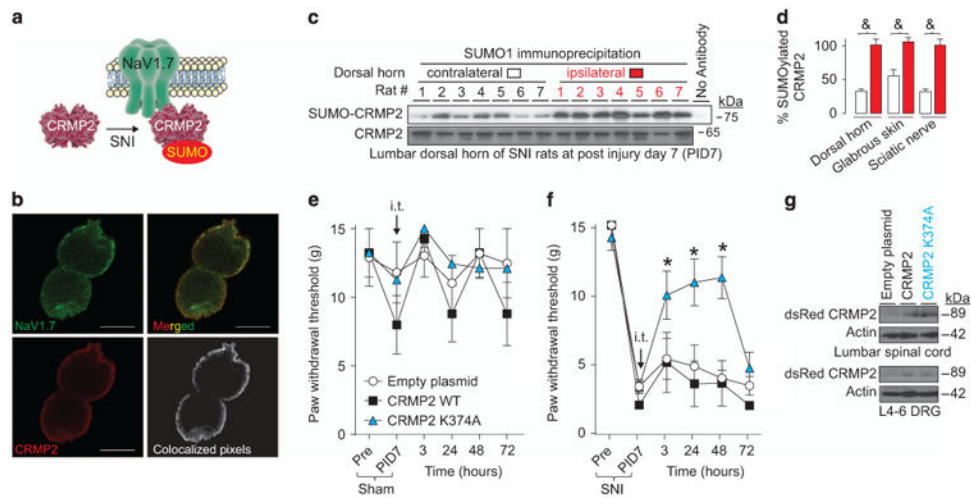 a
NaV1.7
CRMP2
CRMP2
SNI
SUMO
b
NaV1.7
Merged
CRMP2
Colocalized pixels
c
SUMO1 immunoprecipitation
Dorsal horn contralateral ipsilateral
Rat # 1 2 3 4 5 6 7 1 2 3 4 5 6 7
No Antibody
kDa
SUMO-CRMP2 –75
CRMP2 –65
Lumbar dorsal horn of SNI rats at post injury day 7 (PID7)
d
% SUMOylated
CRMP2
100
50
0
& & &
Dorsal horn
Glabrous skin
Sciatic nerve
e
Paw withdrawal threshold (g)
15
10
5
0
i.t.
Empty plasmid
CRMP2 WT
CRMP2 K374A
Pre PID7 3 24 48 72
Sham
Time (hours)
f
Paw withdrawal threshold (g)
15
10
5
0
i.t.
* * *
Pre PID7 3 24 48 72
SNI
Time (hours)
g
Empty plasmid
CRMP2
CRMP2 K374A
kDa
dsRed CRMP2 –89
Actin –42
Lumbar spinal cord
dsRed CRMP2 –89
Actin –42
L4-6 DRG